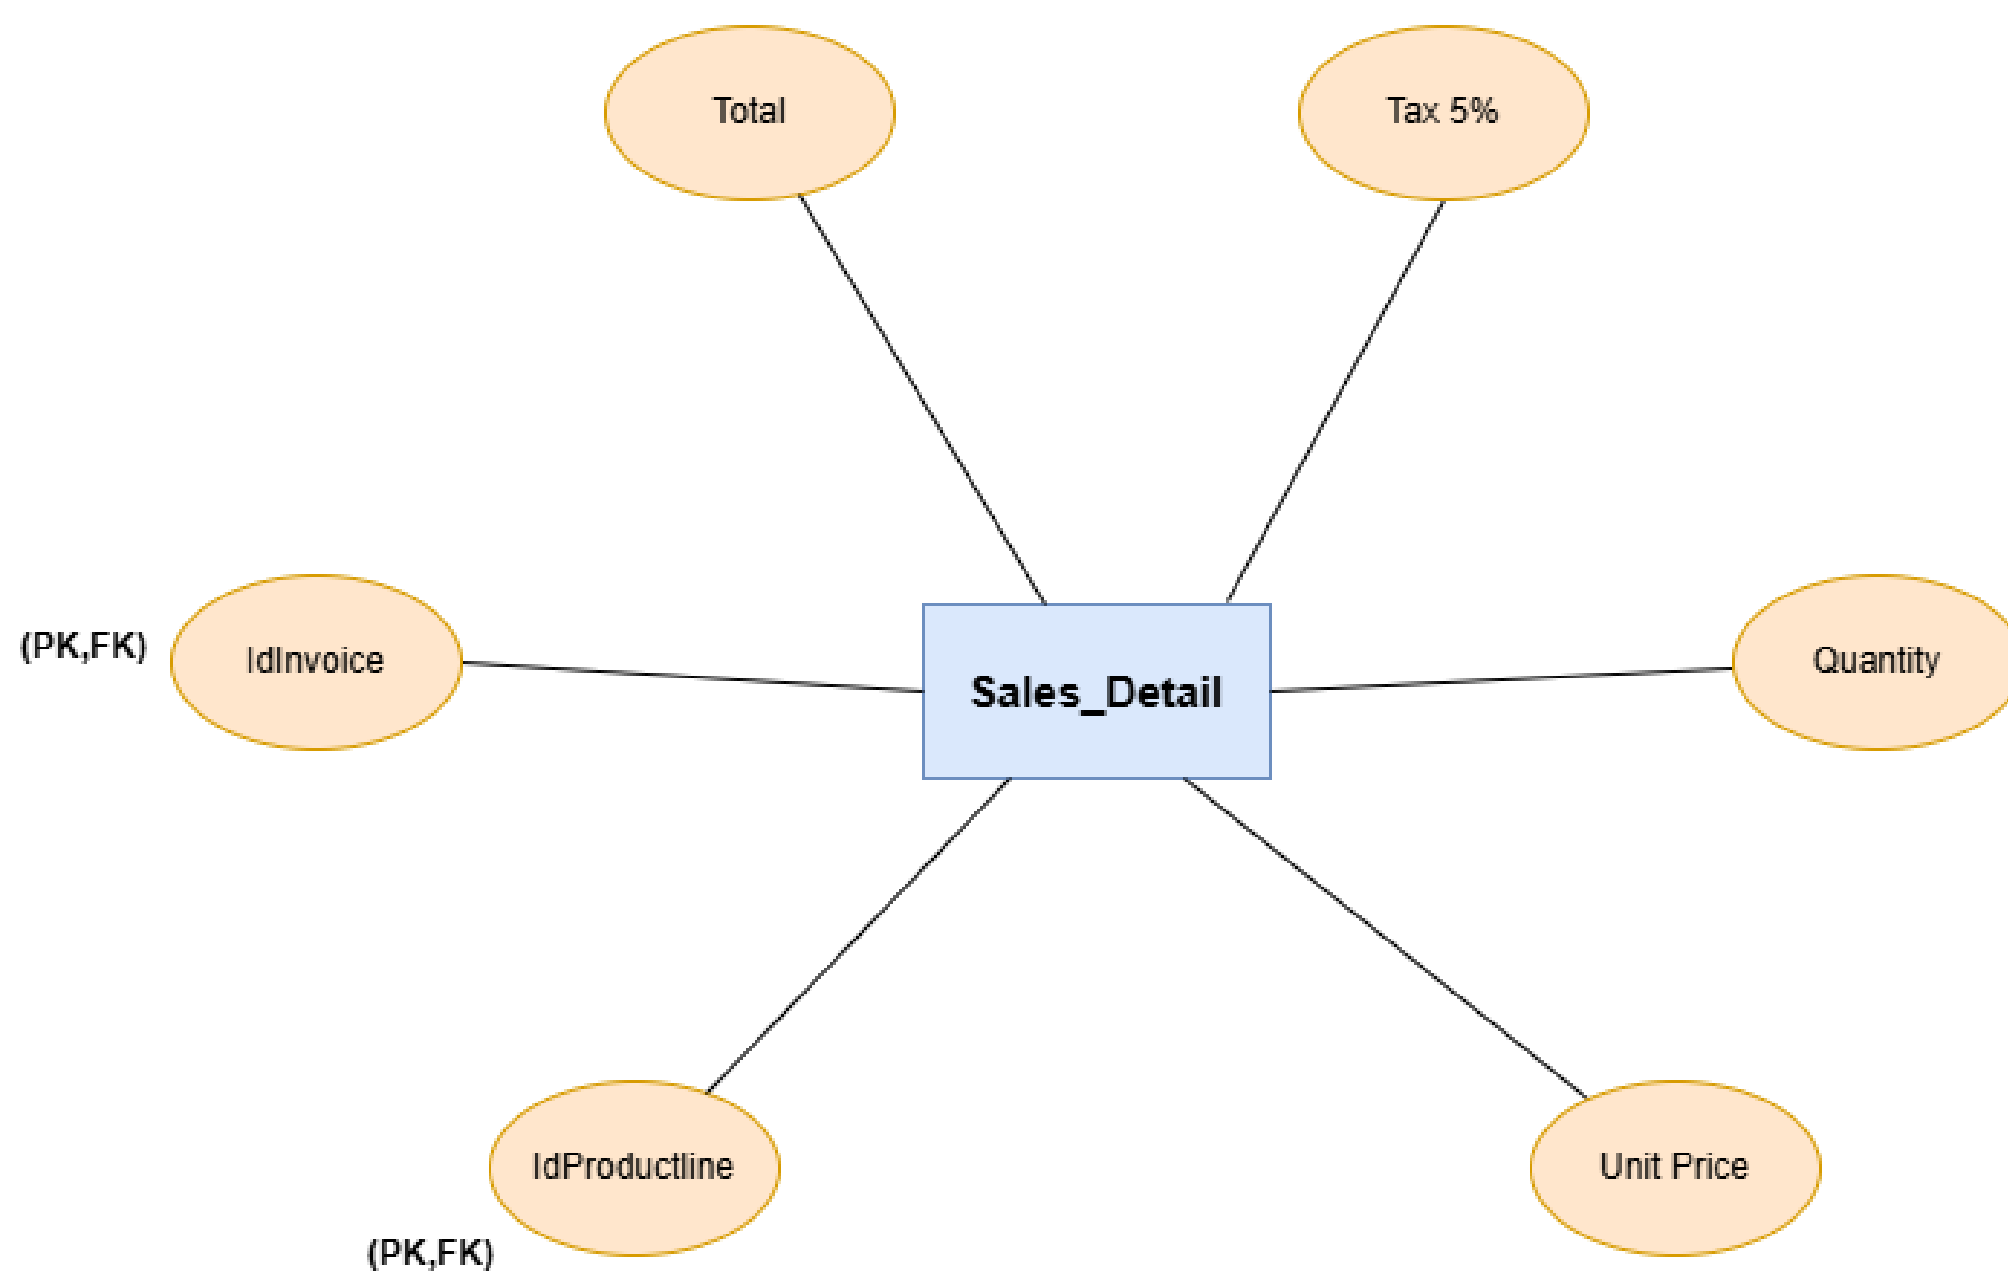 Total
Tax 5%
(PK,FK)
IdInvoice
Sales_Detail
Quantity
IdProductline
Unit Price
(PK,FK)